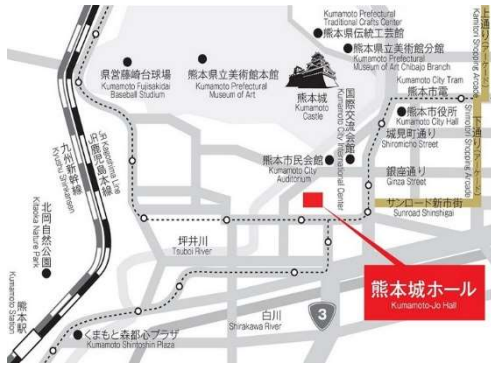 Kumamoto Prefectural
Traditional Crafts Center
熊本県伝統工芸館
熊本県立美術館分館
Kumamoto Prefectural
Museum of Art Chibajo Branch
上通り(アーケード)
Kamitori Shopping Arcade
県営藤崎台球場
Kumamoto Fujisakidai
Baseball Studium
熊本県立美術館本館
Kumamoto Prefectural
Museum of Art
熊本城
Kumamoto
Castle
国際交流会館
Kumamoto City International Center
Kumamoto City Tram
熊本市電
熊本市役所
Kumamoto City Hall
城見町通り
Shiromicho Street
下通り(アーケード)
Shimotori Shopping Arcade
熊本市民会館
Kumamoto City
Auditorium
銀座通り
Ginza Street
サンロード新市街
Sunroad Shinshigai
JR鹿児島本線
JR Kagoshima Line
九州新幹線
Kyushu Shinkansen
北岡自然公園
Kitaoka Nature Park
坪井川
Tsuboi River
熊本城ホール
Kumamoto-Jo Hall
熊本駅
Kumamoto Station
白川
Shirakawa River
3
くまもと森都心プラザ
Kumamoto Shintoshin Plaza